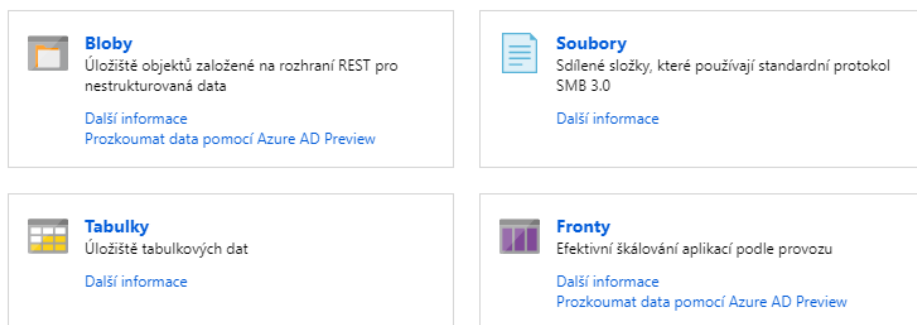 Bloby
Úložiště objektů založené na rozhraní REST pro
nestrukturovaná data
Další informace
Prozkoumat data pomocí Azure AD Preview
Soubory
Sdílené složky, které používají standardní protokol
SMB 3.0
Další informace
Tabulky
Úložiště tabulkových dat
Další informace
Fronty
Efektivní škálování aplikací podle provozu
Další informace
Prozkoumat data pomocí Azure AD Preview